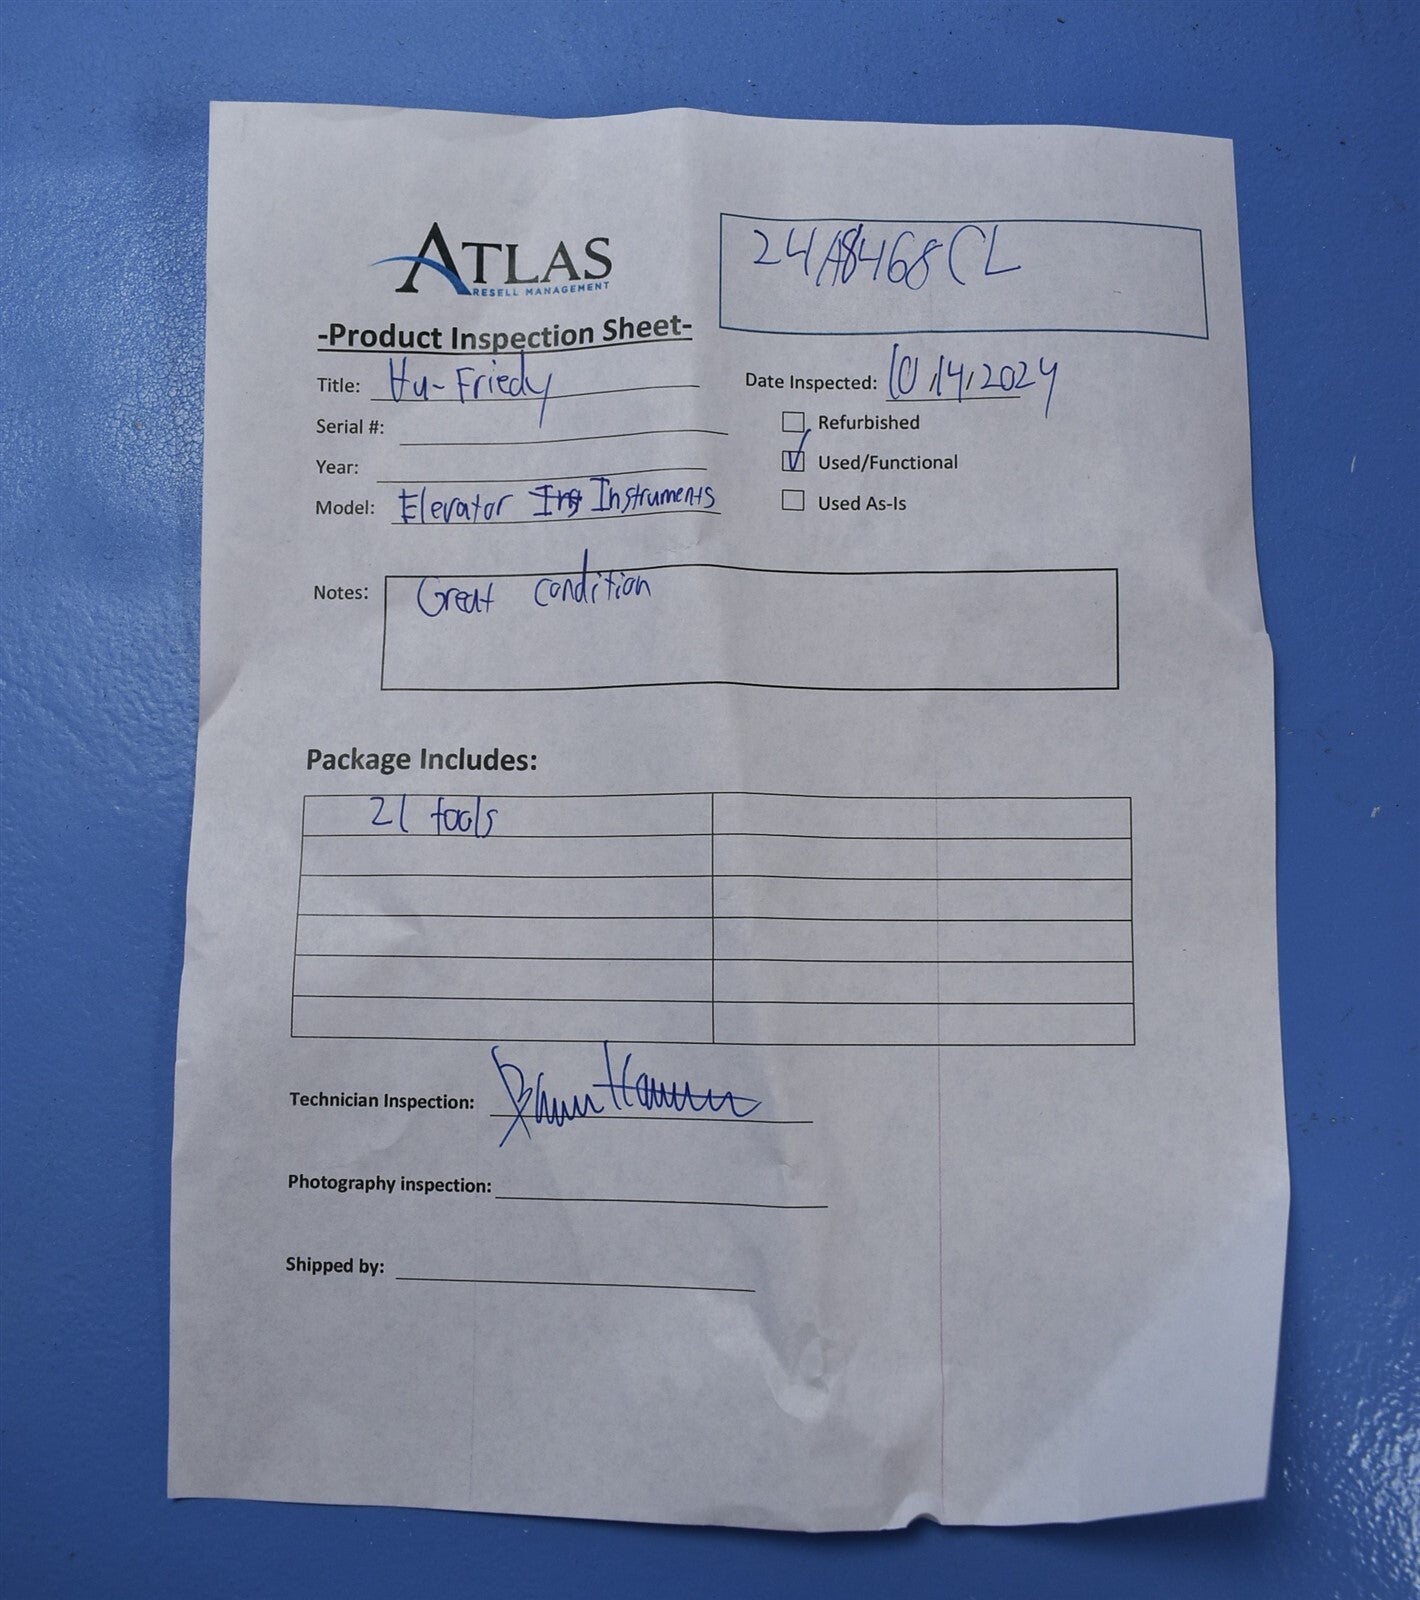 ATLAS
RESELL MANAGEMENT
24A8468CL
-Product Inspection Sheet-
Title: Hu-Friedy
Date Inspected: 10/14/2024
Serial #:
Refurbished
Year:
Used/Functional
Model: Elevator Instruments
Used As-Is
Notes: Great condition
Package Includes:
21 tools
Technician Inspection:
Photography inspection:
Shipped by: